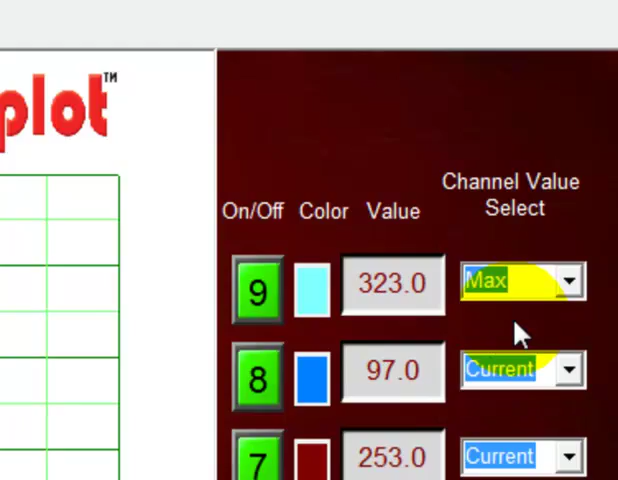 plot™
Channel Value
Select
On/Off Color Value
9 323.0 Max
8 97.0 Current
7 253.0 Current